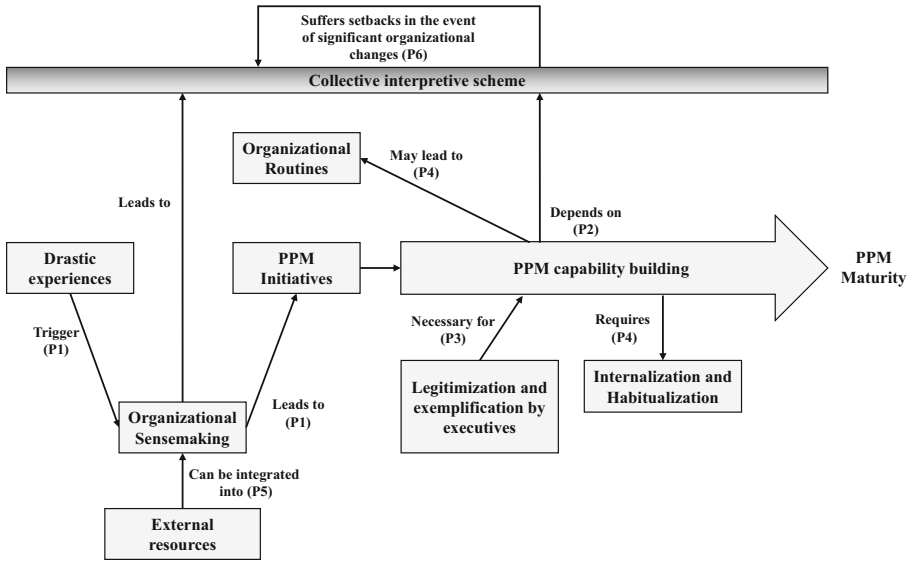 Suffers setbacks in the event
of significant organizational
changes (P6)
Collective interpretive scheme
Organizational
Routines
May lead to
(P4)
Leads to
Depends on
(P2)
Drastic
experiences
PPM
Initiatives
PPM capability building
PPM
Maturity
Trigger
(P1)
Necessary for
(P3)
Requires
(P4)
Legitimization and
exemplification by
executives
Internalization and
Habitualization
Organizational
Sensemaking
Leads to
(P1)
Can be integrated
into (P5)
External
resources